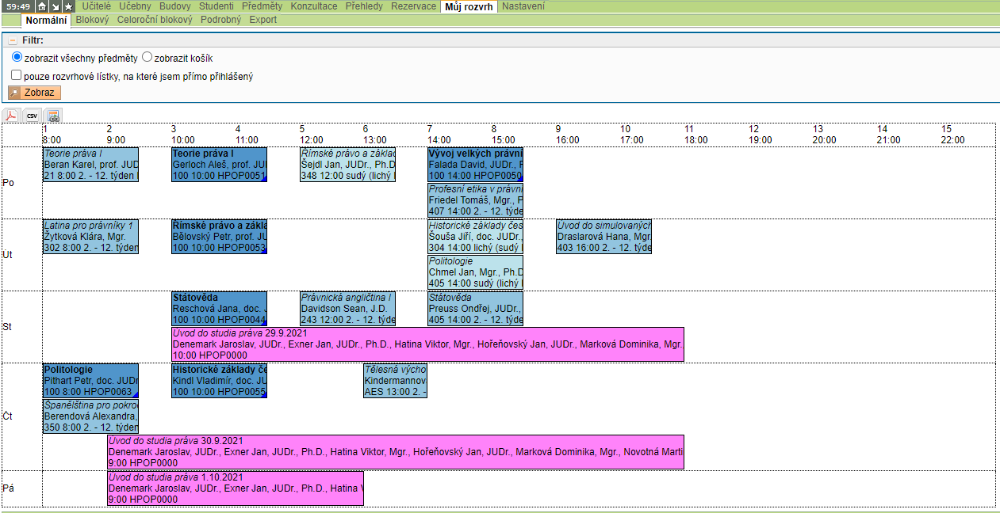 59:49 Učitelé Učebny Budovy Studenti Předměty Konzultace Přehledy Rezervace Můj rozvrh Nastavení
Normální Blokový Celoroční blokový Podrobný Export
Filtr:
zobrazit všechny předměty zobrazit košík
pouze rozvrhové lístky, na které jsem přímo přihlášený
Zobraz
CSV
1 2 3 4 5 6 7 8 9 10 11 12 13 14 15
8:00 9:00 10:00 11:00 12:00 13:00 14:00 15:00 16:00 17:00 18:00 19:00 20:00 21:00 22:00
Po
Teorie práva I
Beran Karel, prof. JUD
21 8:00 2. - 12. týden
Teorie práva I
Gerloch Aleš, prof. JU
100 10:00 HPOP0051
Římské právo a základ
Šejdl Jan, JUDr., Ph.D
348 12:00 sudý (lichý
Vývoj velkých právní
Falada David, JUDr.,
100 14:00 HPOP0050
Profesní etika v právni
Friedel Tomáš, Mgr., P
407 14:00 2. - 12. týde
Út
Latina pro právníky 1
Žytková Klára, Mgr.
302 8:00 2. - 12. týden
Římské právo a zákla
Bělovský Petr, prof. JU
100 10:00 HPOP0053
Historické základy čes
Šouša Jiří, doc. JUDr.,
304 14:00 lichý (sudý
Politologie
Chmel Jan, Mgr., Ph.D
405 14:00 sudý (lichý
Úvod do simulovaných
Draslarová Hana, Mgr.
403 16:00 2. - 12. týde
St
Státověda
Reschová Jana, doc.
100 10:00 HPOP0044
Právnická angličtina I
Davidson Sean, J.D.
243 12:00 2. - 12. týde
Státověda
Preuss Ondřej, JUDr.,
405 14:00 2. - 12. týde
Úvod do studia práva 29.9.2021
Denemark Jaroslav, JUDr., Exner Jan, JUDr., Ph.D., Hatina Viktor, Mgr., Hořeňovský Jan, JUDr., Marková Dominika, Mgr.
10:00 HPOP0000
Čt
Politologie
Pithart Petr, doc. JUDr
100 8:00 HPOP0063
Historické základy če
Kindl Vladimír, doc. JU
100 10:00 HPOP0055
Tělesná výcho
Kindermannov
AES 13:00 2. -
Španělština pro pokro
Berendová Alexandra,
350 8:00 2. - 12. týden
Úvod do studia práva 30.9.2021
Denemark Jaroslav, JUDr., Exner Jan, JUDr., Ph.D., Hatina Viktor, Mgr., Hořeňovský Jan, JUDr., Marková Dominika, Mgr., Novotná Marti
9:00 HPOP0000
Pá
Úvod do studia práva 1.10.2021
Denemark Jaroslav, JUDr., Exner Jan, JUDr., Ph.D., Hatina V
9:00 HPOP0000